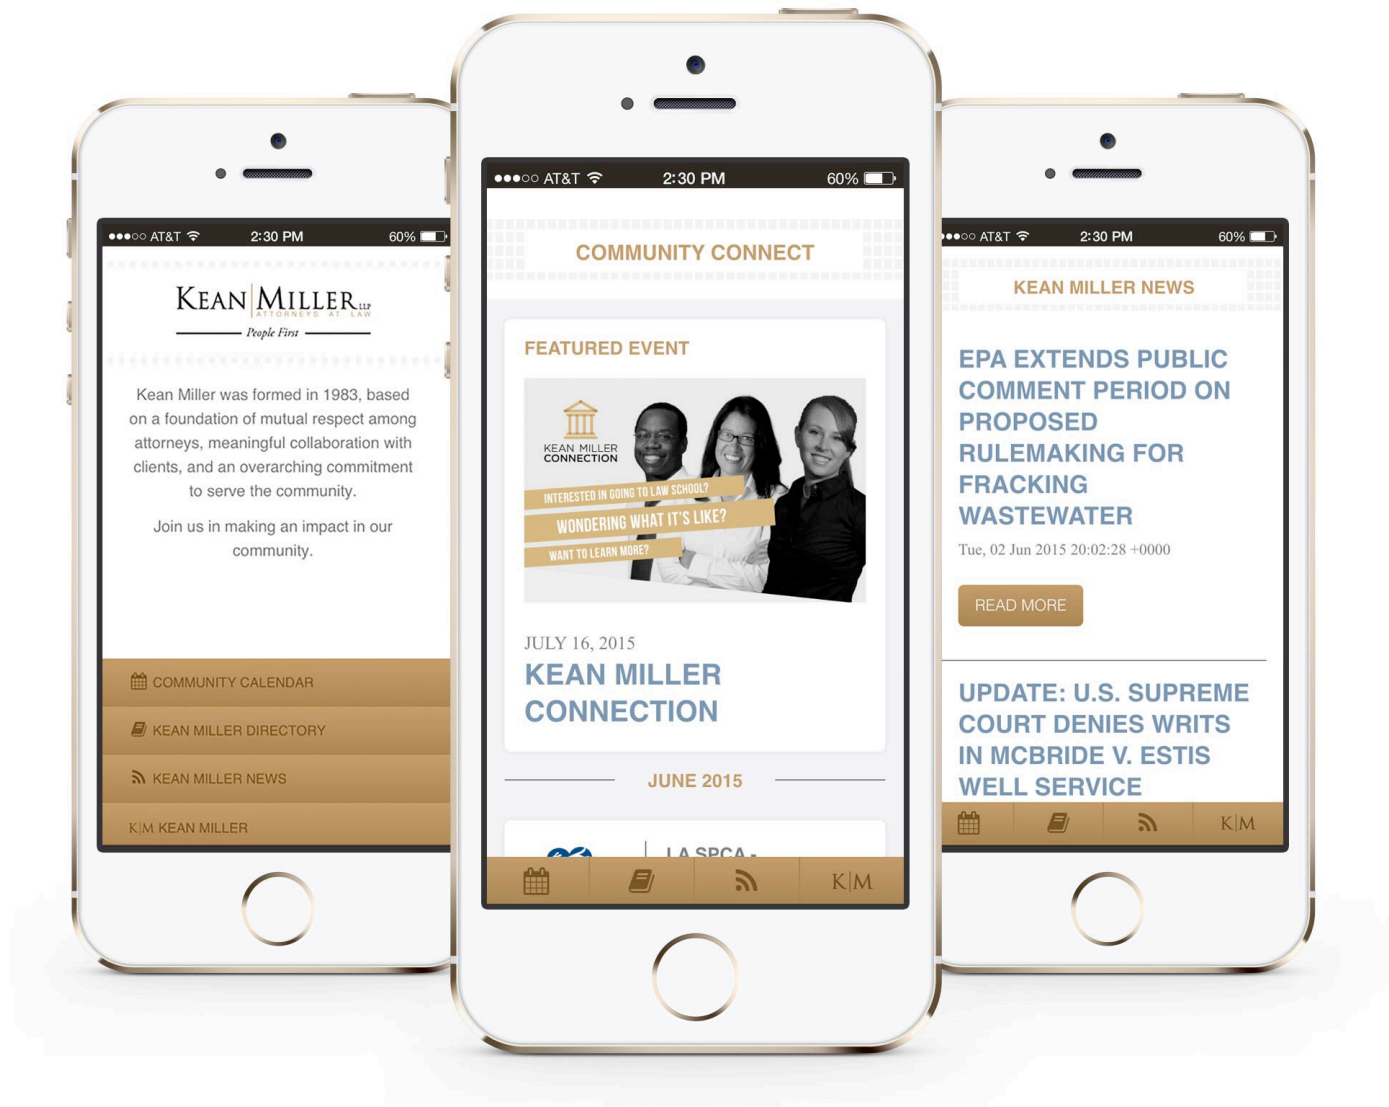 AT&T 2:30 PM 60%
KEAN MILLER LLP
ATTORNEYS AT LAW
People First
Kean Miller was formed in 1983, based
on a foundation of mutual respect among
attorneys, meaningful collaboration with
clients, and an overarching commitment
to serve the community.
Join us in making an impact in our
community.
COMMUNITY CALENDAR
KEAN MILLER DIRECTORY
KEAN MILLER NEWS
K|M KEAN MILLER
AT&T 2:30 PM 60%
COMMUNITY CONNECT
FEATURED EVENT
KEAN MILLER
CONNECTION
INTERESTED IN GOING TO LAW SCHOOL?
WONDERING WHAT IT'S LIKE?
WANT TO LEARN MORE?
JULY 16, 2015
KEAN MILLER
CONNECTION
JUNE 2015
LA SPCA -
K|M
AT&T 2:30 PM 60%
KEAN MILLER NEWS
EPA EXTENDS PUBLIC
COMMENT PERIOD ON
PROPOSED
RULEMAKING FOR
FRACKING
WASTEWATER
Tue, 02 Jun 2015 20:02:28 +0000
READ MORE
UPDATE: U.S. SUPREME
COURT DENIES WRITS
IN MCBRIDE V. ESTIS
WELL SERVICE
K|M